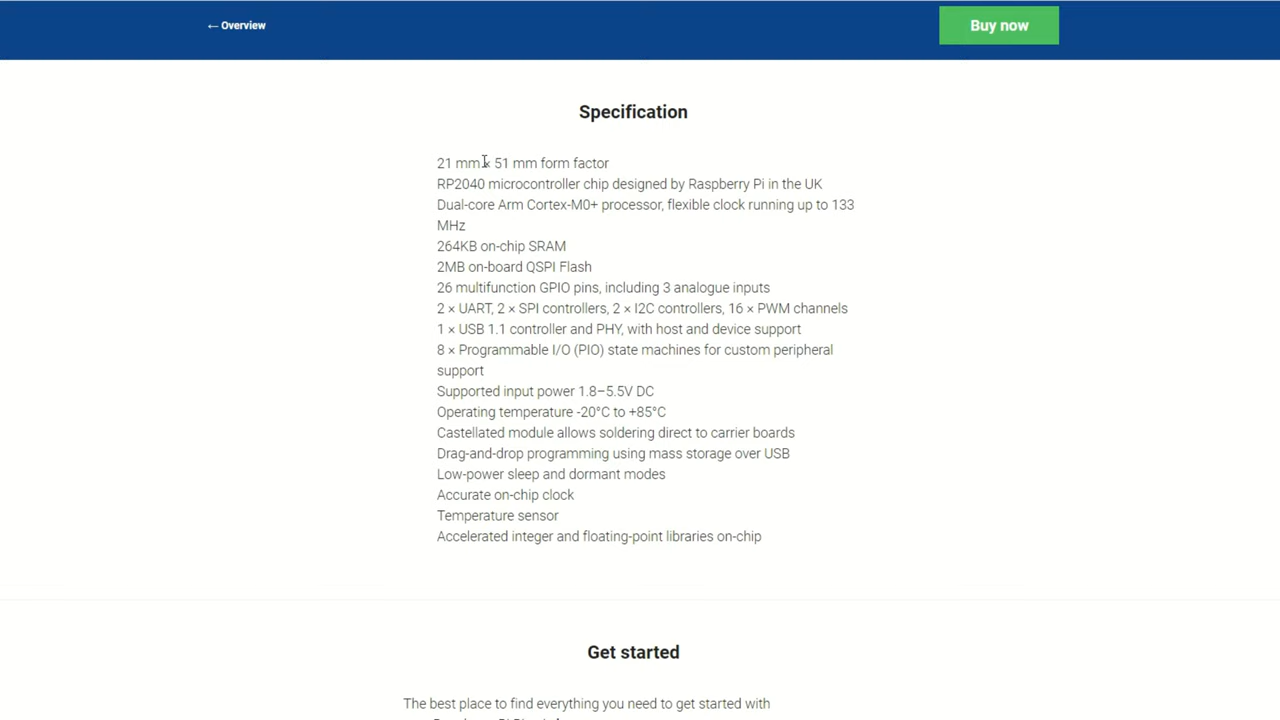 ← Overview
Buy now
Specification
21 mm × 51 mm form factor
RP2040 microcontroller chip designed by Raspberry Pi in the UK
Dual-core Arm Cortex-M0+ processor, flexible clock running up to 133
MHz
264KB on-chip SRAM
2MB on-board QSPI Flash
26 multifunction GPIO pins, including 3 analogue inputs
2 × UART, 2 × SPI controllers, 2 × I2C controllers, 16 × PWM channels
1 × USB 1.1 controller and PHY, with host and device support
8 × Programmable I/O (PIO) state machines for custom peripheral
support
Supported input power 1.8–5.5V DC
Operating temperature -20°C to +85°C
Castellated module allows soldering direct to carrier boards
Drag-and-drop programming using mass storage over USB
Low-power sleep and dormant modes
Accurate on-chip clock
Temperature sensor
Accelerated integer and floating-point libraries on-chip
Get started
The best place to find everything you need to get started with